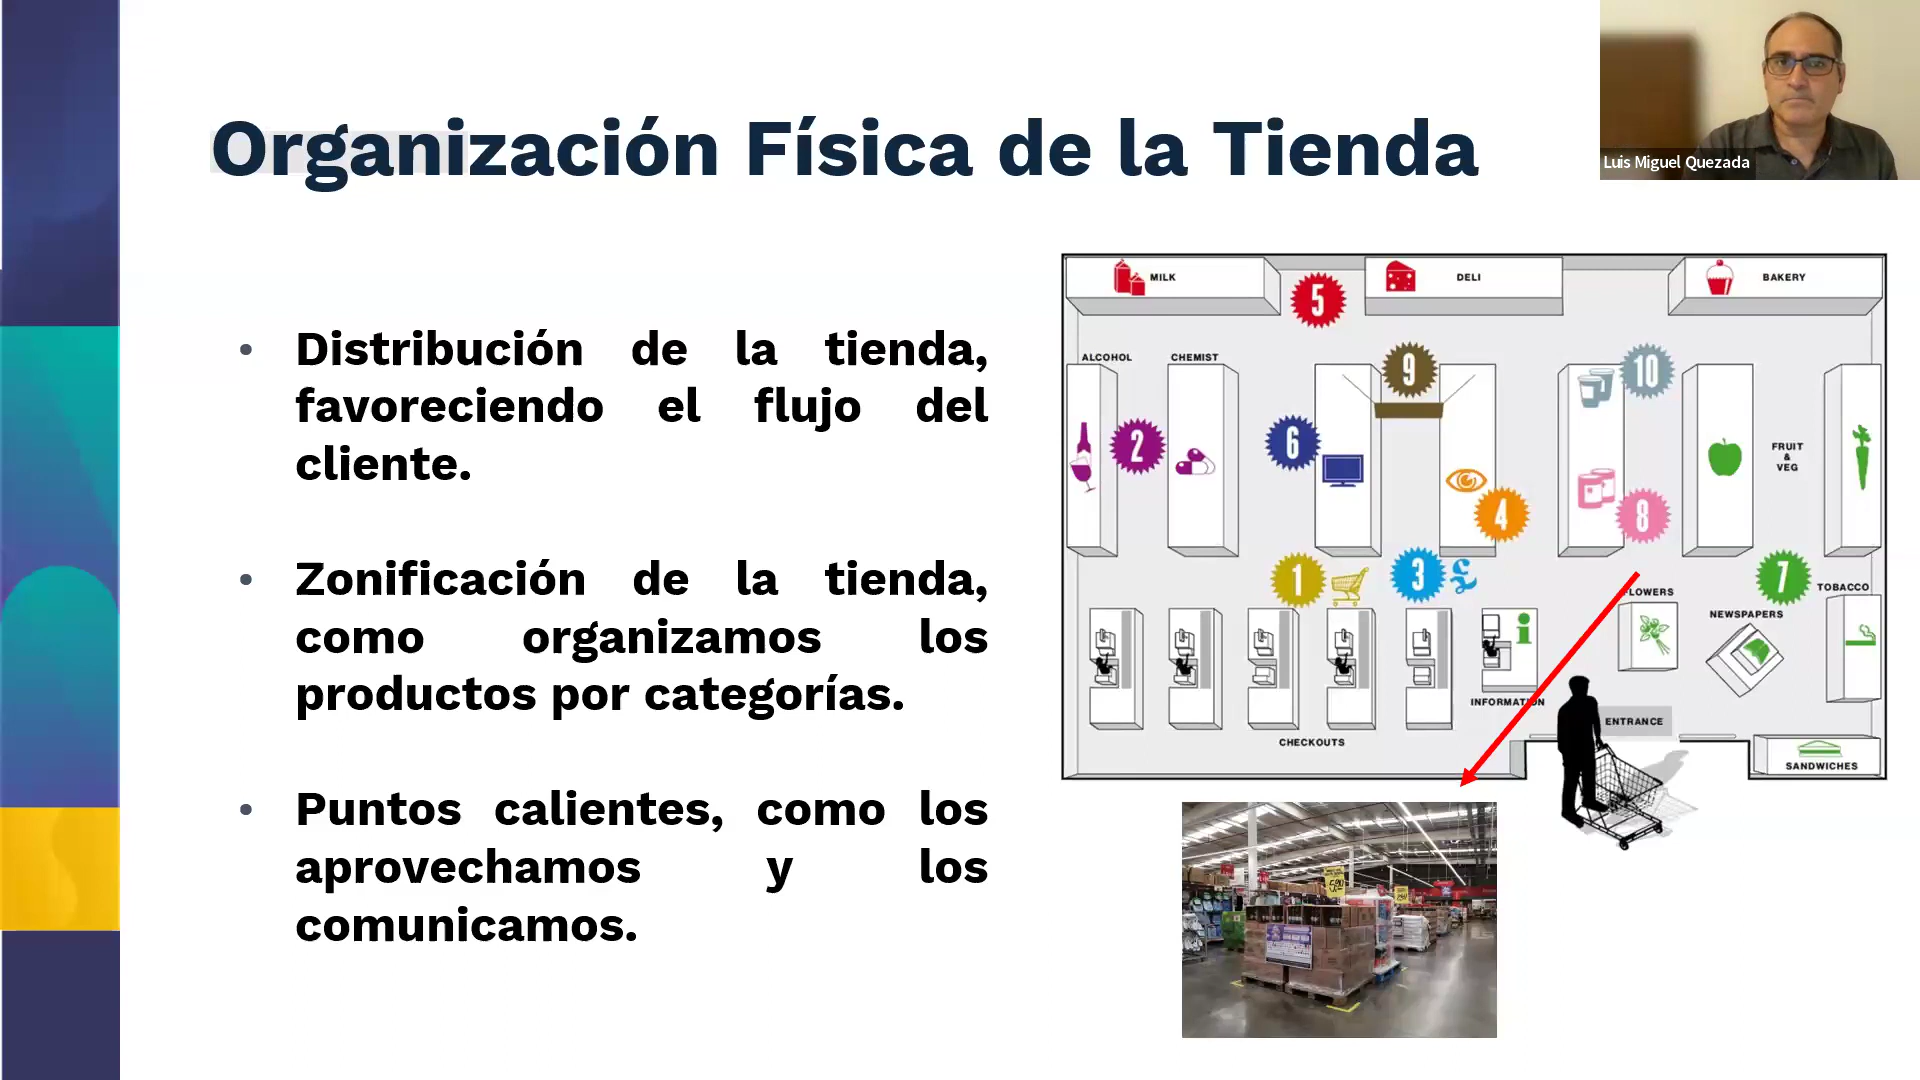 Organización Física de la Tienda
Luis Miguel Quezada
• Distribución de la tienda,
favoreciendo el flujo del
cliente.
• Zonificación de la tienda,
como organizamos los
productos por categorías.
• Puntos calientes, como los
aprovechamos y los
comunicamos.
MILK
5
DELI
BAKERY
ALCOHOL
CHEMIST
9
10
2
6
FRUIT
&
VEG
4
8
1
3
£
7
TOBACCO
FLOWERS
NEWSPAPERS
i
INFORMATION
ENTRANCE
CHECKOUTS
SANDWICHES